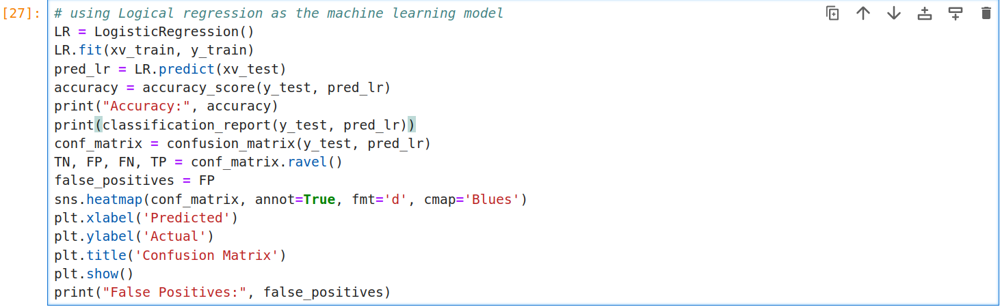 [27]: # using Logical regression as the machine learning model
LR = LogisticRegression()
LR.fit(xv_train, y_train)
pred_lr = LR.predict(xv_test)
accuracy = accuracy_score(y_test, pred_lr)
print("Accuracy:", accuracy)
print(classification_report(y_test, pred_lr))
conf_matrix = confusion_matrix(y_test, pred_lr)
TN, FP, FN, TP = conf_matrix.ravel()
false_positives = FP
sns.heatmap(conf_matrix, annot=True, fmt='d', cmap='Blues')
plt.xlabel('Predicted')
plt.ylabel('Actual')
plt.title('Confusion Matrix')
plt.show()
print("False Positives:", false_positives)